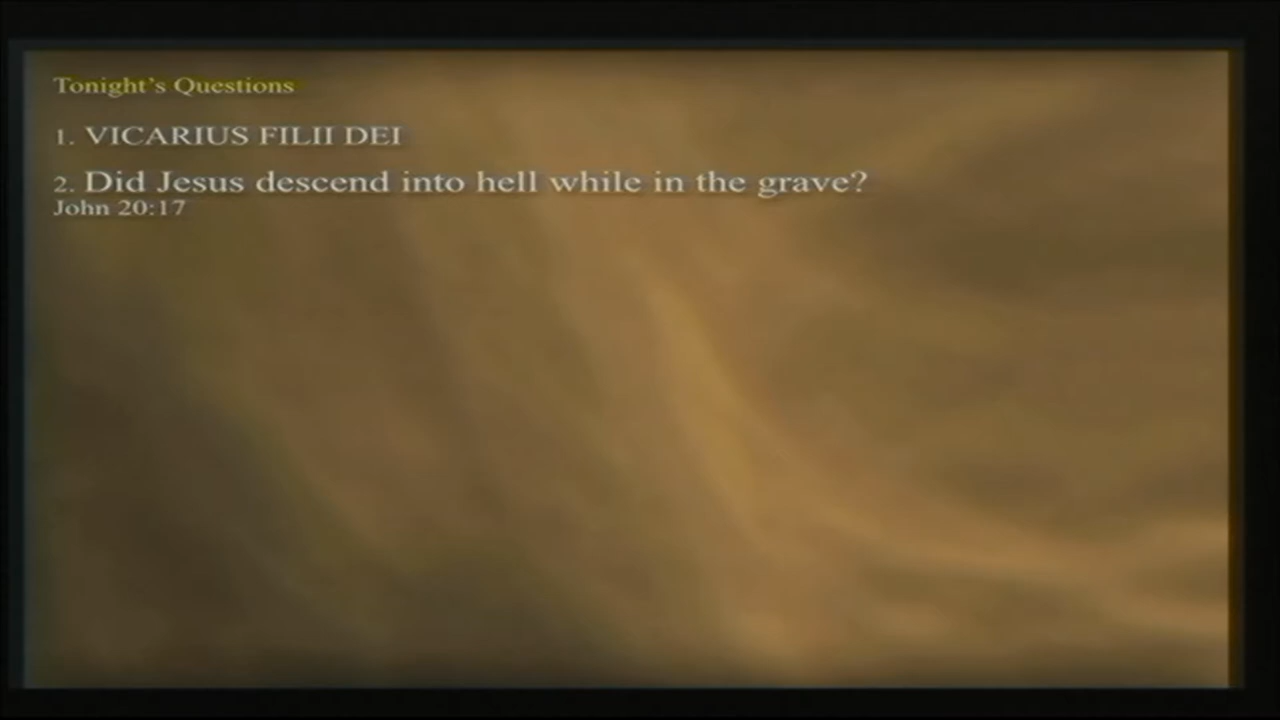 Tonight's Questions
1. VICARIUS FILII DEI
2. Did Jesus descend into hell while in the grave?
John 20:17